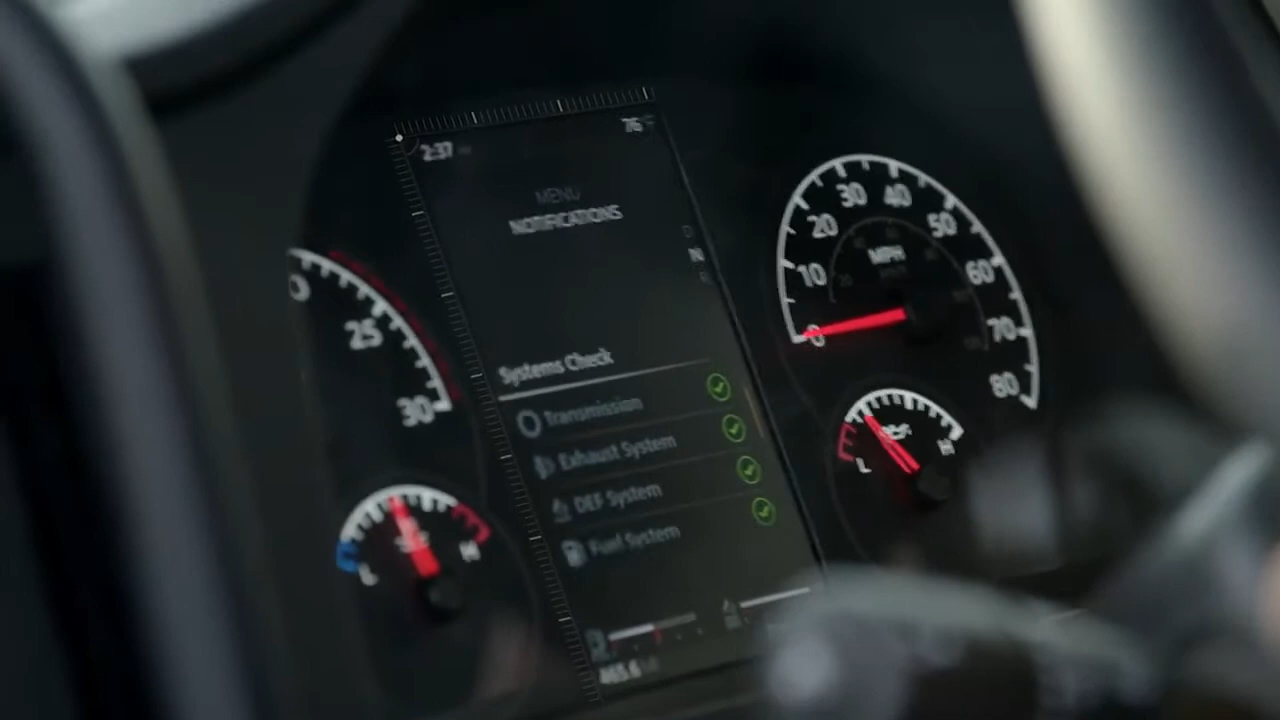 2:37
76
MENU
NOTIFICATIONS
N
Systems Check
Transmission
Exhaust System
DEF System
Fuel System
465.6
25
30
L
H
0
10
20
30
40
50
60
70
80
MPH
L
H